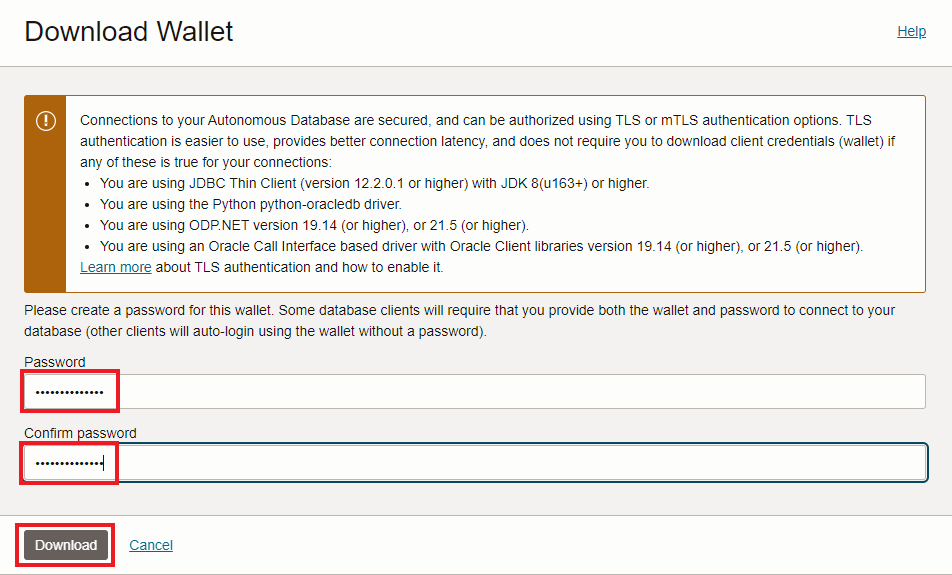 Download Wallet
Help
Connections to your Autonomous Database are secured, and can be authorized using TLS or mTLS authentication options. TLS
authentication is easier to use, provides better connection latency, and does not require you to download client credentials (wallet) if
any of these is true for your connections:
• You are using JDBC Thin Client (version 12.2.0.1 or higher) with JDK 8(u163+) or higher.
• You are using the Python python-oracledb driver.
• You are using ODP.NET version 19.14 (or higher), or 21.5 (or higher).
• You are using an Oracle Call Interface based driver with Oracle Client libraries version 19.14 (or higher), or 21.5 (or higher).
Learn more about TLS authentication and how to enable it.
Please create a password for this wallet. Some database clients will require that you provide both the wallet and password to connect to your
database (other clients will auto-login using the wallet without a password).
Password
••••••••••••••
Confirm password
••••••••••••••
Download
Cancel